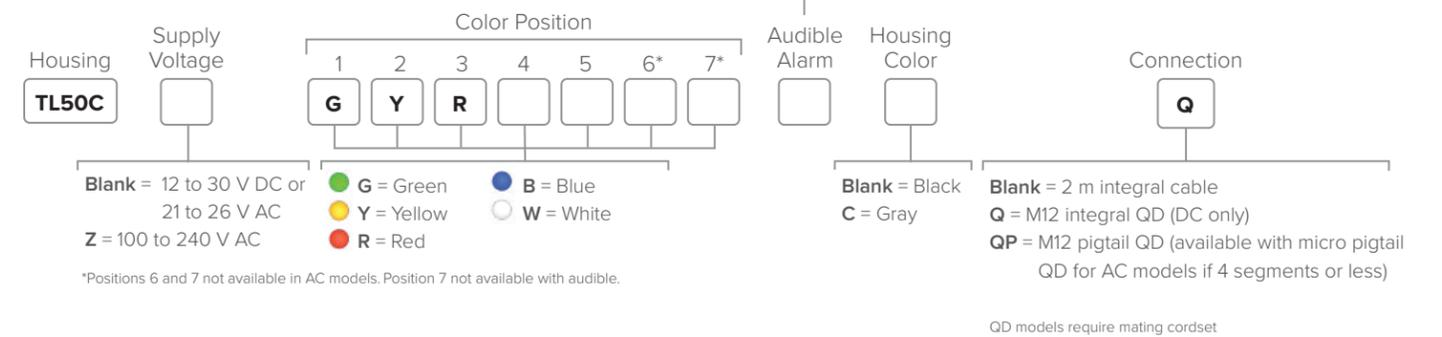 Color Position
Supply Voltage
Audible Alarm
Housing Color
Housing
1 2 3 4 5 6* 7*
Connection
TL50C
G Y R
Q
Blank = 12 to 30 V DC or
21 to 26 V AC
Z = 100 to 240 V AC
G = Green
Y = Yellow
R = Red
B = Blue
W = White
Blank = Black
C = Gray
Blank = 2 m integral cable
Q = M12 integral QD (DC only)
QP = M12 pigtail QD (available with micro pigtail
QD for AC models if 4 segments or less)
*Positions 6 and 7 not available in AC models. Position 7 not available with audible.
QD models require mating cordset